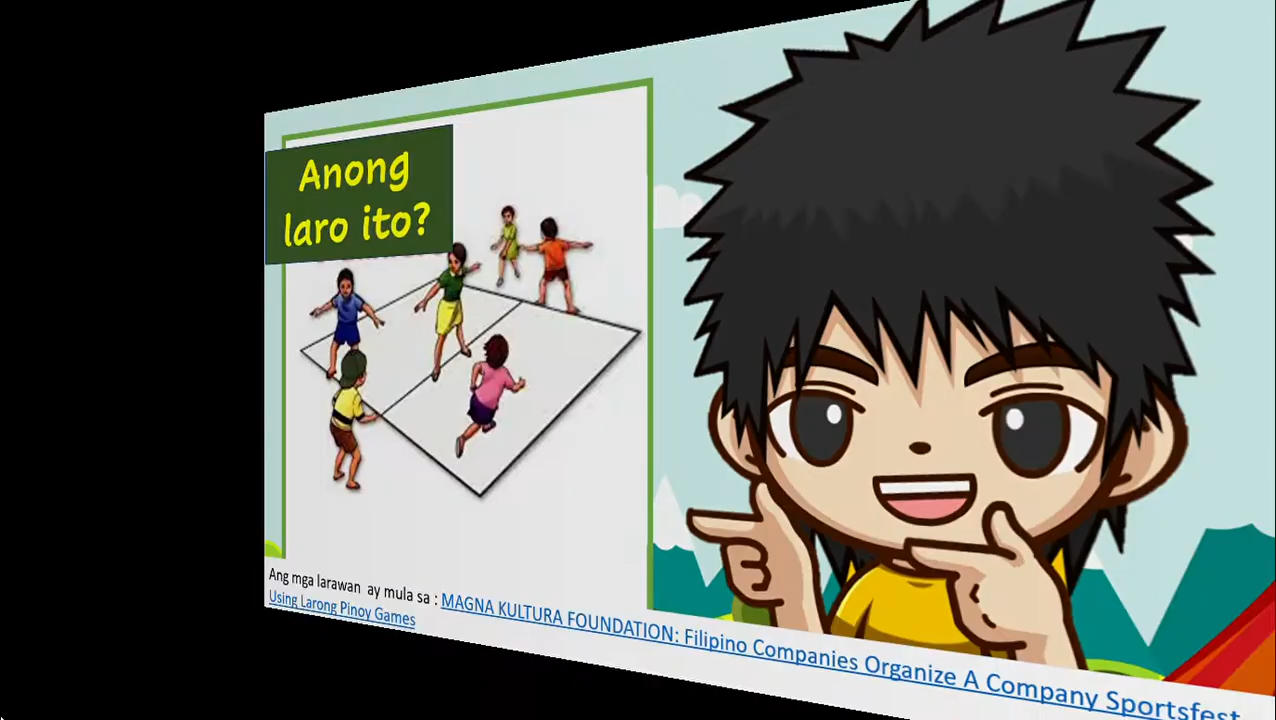 Anong
laro ito?
Ang mga larawan ay mula sa : MAGNA KULTURA FOUNDATION: Filipino Companies Organize A Company Sportsfest
Using Larong Pinoy Games